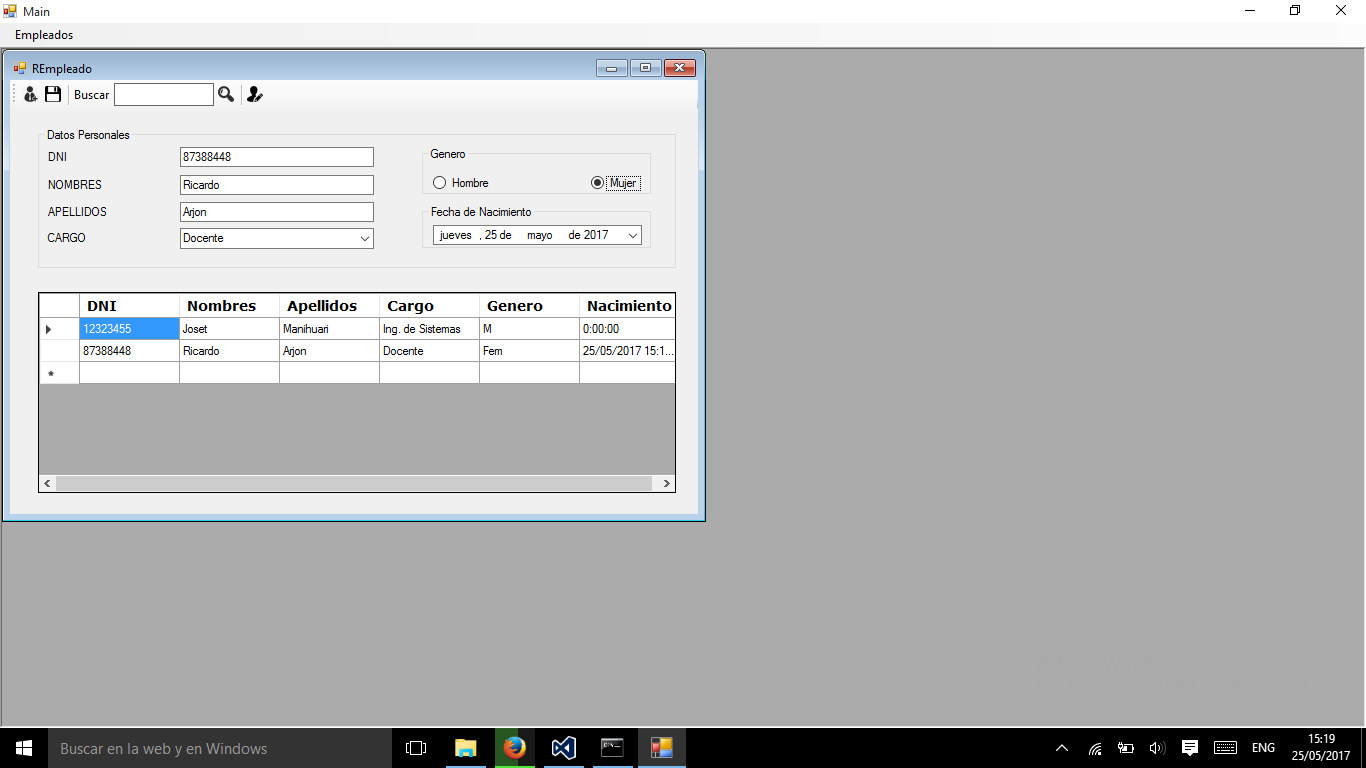 Main
Empleados
REmpleado
Buscar
Datos Personales
DNI 87388448
NOMBRES Ricardo
APELLIDOS Arjon
CARGO Docente
Genero
Hombre Mujer
Fecha de Nacimiento
jueves , 25 de mayo de 2017
DNI Nombres Apellidos Cargo Genero Nacimiento
12323455 Joset Manihuari Ing. de Sistemas M 0:00:00
87388448 Ricardo Arjon Docente Fem 25/05/2017 15:1...
*
Buscar en la web y en Windows
ENG
15:19
25/05/2017